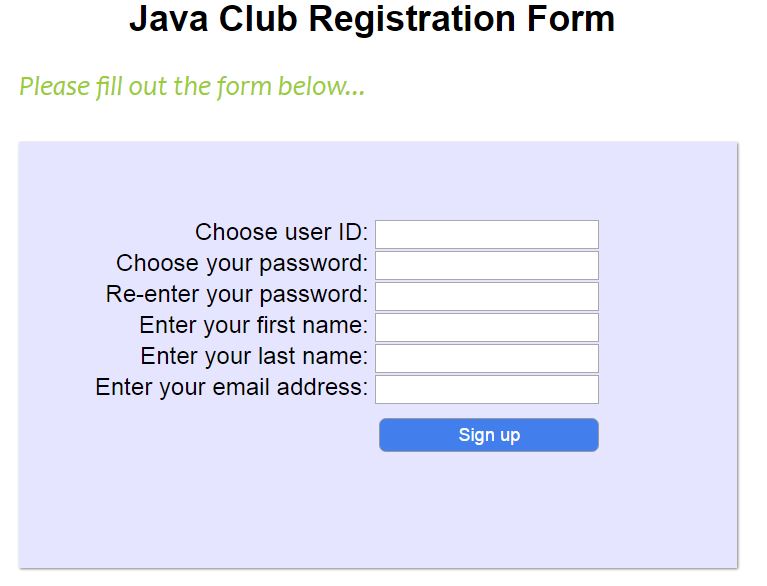 Java Club Registration Form
Please fill out the form below...
Choose user ID:
Choose your password:
Re-enter your password:
Enter your first name:
Enter your last name:
Enter your email address:
Sign up